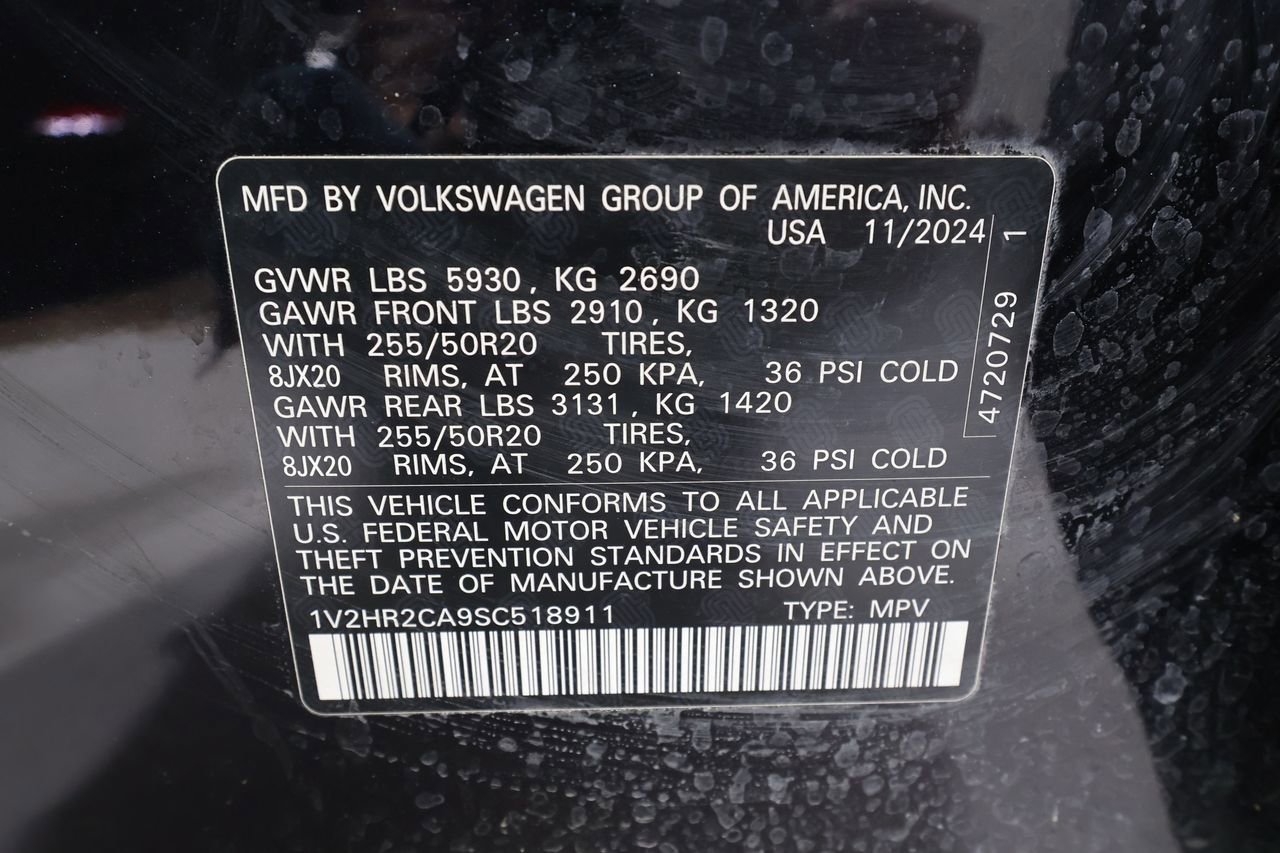 MFD BY VOLKSWAGEN GROUP OF AMERICA, INC.
USA 11/2024
GVWR LBS 5930, KG 2690
GAWR FRONT LBS 2910, KG 1320
WITH 255/50R20 TIRES,
8JX20 RIMS, AT 250 KPA, 36 PSI COLD
GAWR REAR LBS 3131, KG 1420
WITH 255/50R20 TIRES,
8JX20 RIMS, AT 250 KPA, 36 PSI COLD
THIS VEHICLE CONFORMS TO ALL APPLICABLE
U.S. FEDERAL MOTOR VEHICLE SAFETY AND
THEFT PREVENTION STANDARDS IN EFFECT ON
THE DATE OF MANUFACTURE SHOWN ABOVE.
1V2HR2CA9SC518911 TYPE: MPV
4720729 1